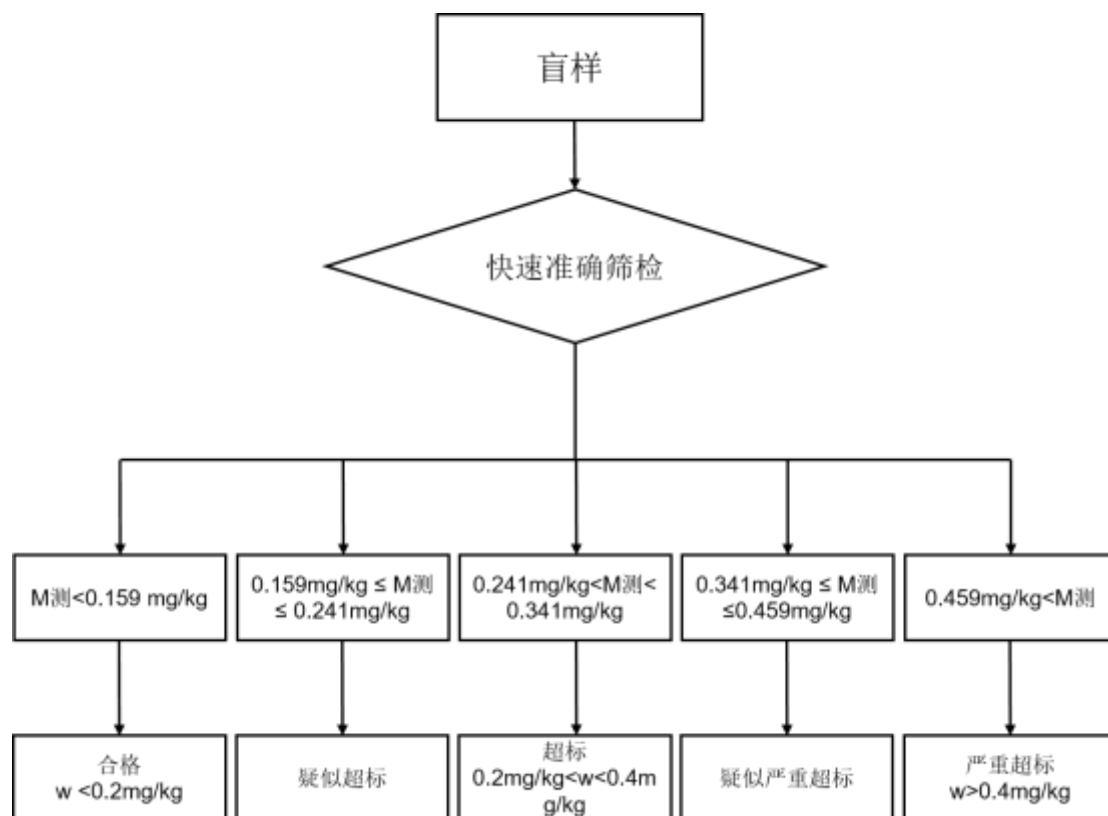 盲样
快速准确筛检
M测<0.159 mg/kg
0.159mg/kg ≤ M测
≤ 0.241mg/kg
0.241mg/kg<M测<
0.341mg/kg
0.341mg/kg ≤ M测
≤0.459mg/kg
0.459mg/kg<M测
合格
w <0.2mg/kg
疑似超标
超标
0.2mg/kg<w<0.4m
g/kg
疑似严重超标
严重超标
w>0.4mg/kg